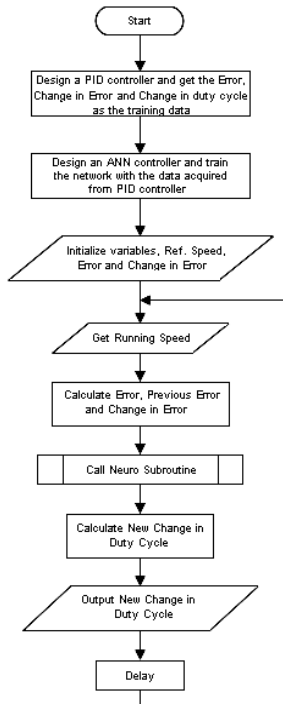 Start
Design a PID controller and get the Error,
Change in Error and Change in duty cycle
as the training data
Design an ANN controller and train
the network with the data acquired
from PID controller
Initialize variables, Ref. Speed,
Error and Change in Error
Get Running Speed
Calculate Error, Previous Error
and Change in Error
Call Neuro Subroutine
Calculate New Change in
Duty Cycle
Output New Change in
Duty Cycle
Delay